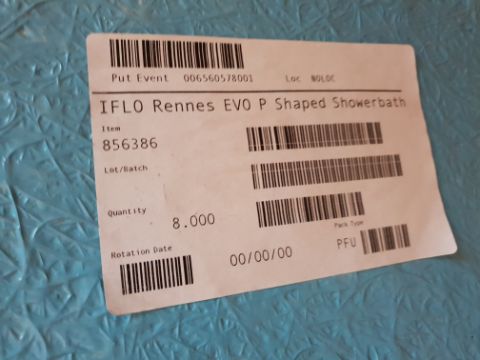 Put Event 006560578001 Loc NOLOC
IFLO Rennes EVO P Shaped Showerbath
Item
856386
Lot/Batch
Quantity
8.000
Pack Type
Rotation Date
00/00/00
PFU